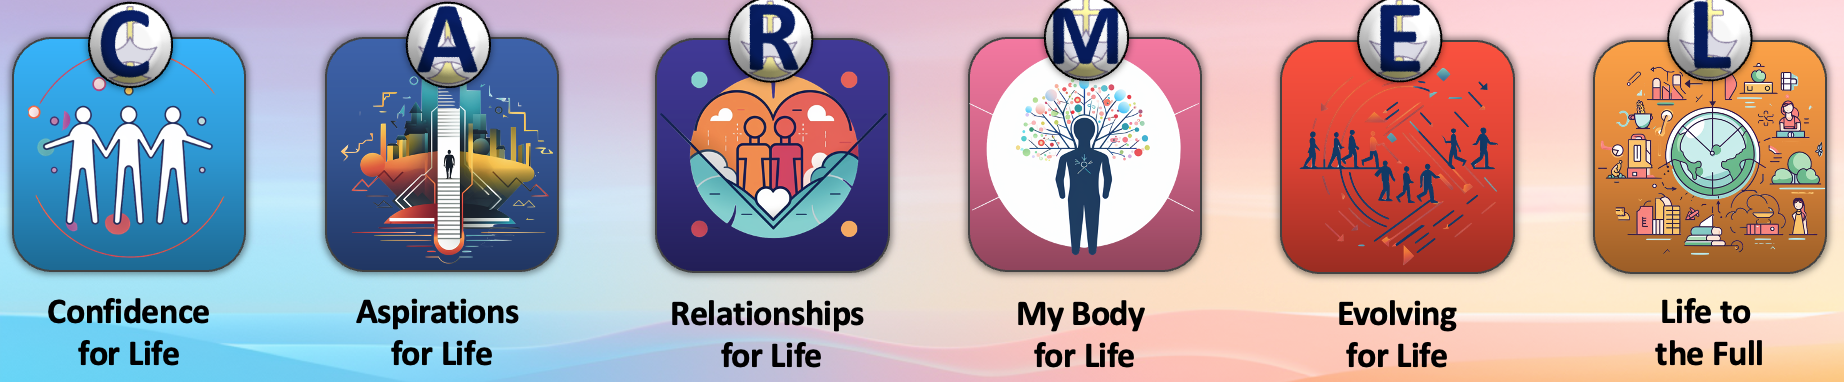 C A R M E L
Confidence
for Life
Aspirations
for Life
Relationships
for Life
My Body
for Life
Evolving
for Life
Life to
the Full